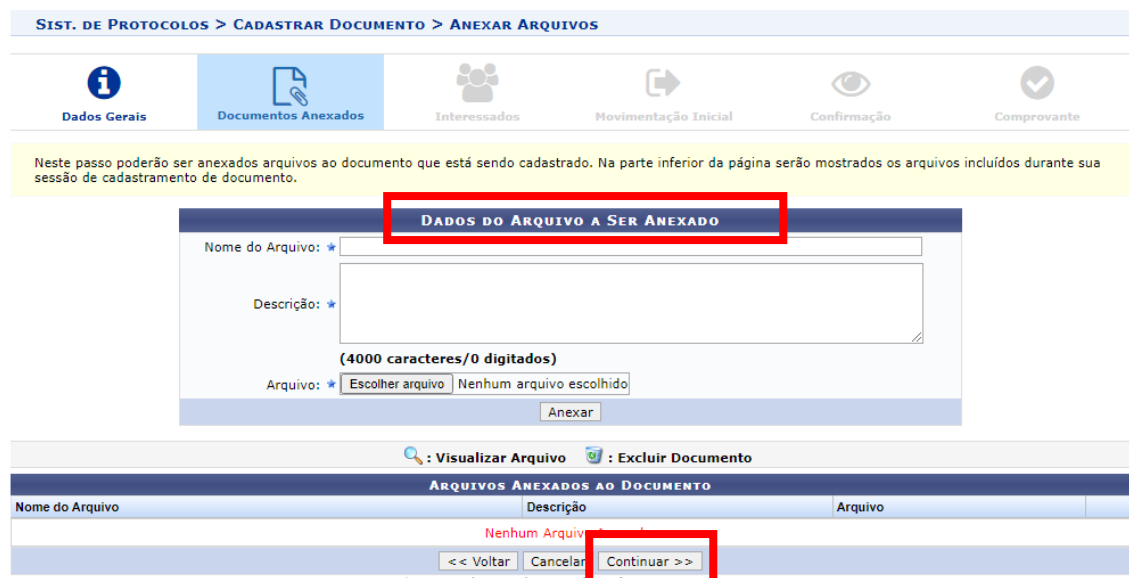 Sist. de Protocolos > Cadastrar Documento > Anexar Arquivos
Dados Gerais
Documentos Anexados
Interessados
Movimentação Inicial
Confirmação
Comprovante
Neste passo poderão ser anexados arquivos ao documento que está sendo cadastrado. Na parte inferior da página serão mostrados os arquivos incluídos durante sua
sessão de cadastramento de documento.
Dados do Arquivo a Ser Anexado
Nome do Arquivo:
Descrição:
(4000 caracteres/0 digitados)
Arquivo: Escolher arquivo Nenhum arquivo escolhido
Anexar
: Visualizar Arquivo : Excluir Documento
Arquivos Anexados ao Documento
Nome do Arquivo Descrição Arquivo
Nenhum Arquivo
<< Voltar Cancelar Continuar >>